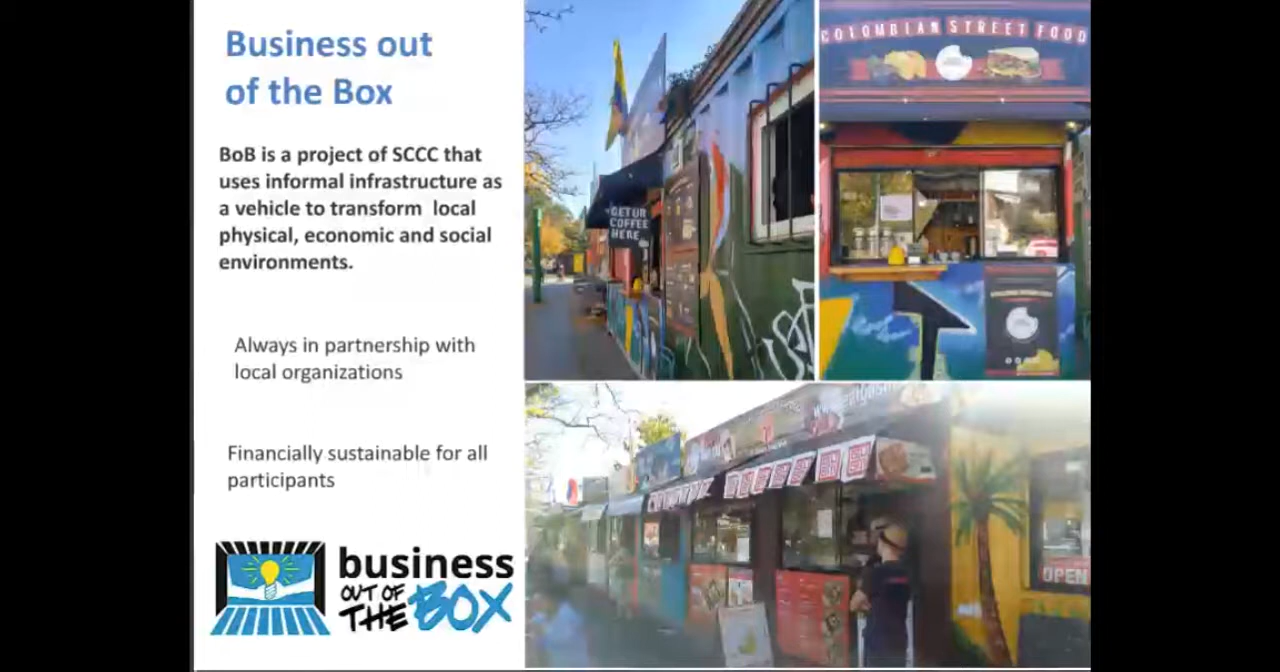 Business out
of the Box
BoB is a project of SCCC that
uses informal infrastructure as
a vehicle to transform local
physical, economic and social
environments.
Always in partnership with
local organizations
Financially sustainable for all
participants
business
OUT OF
THE BOX
GET UR
COFFEE
HERE
COLOMBIAN STREET FOOD
OPEN